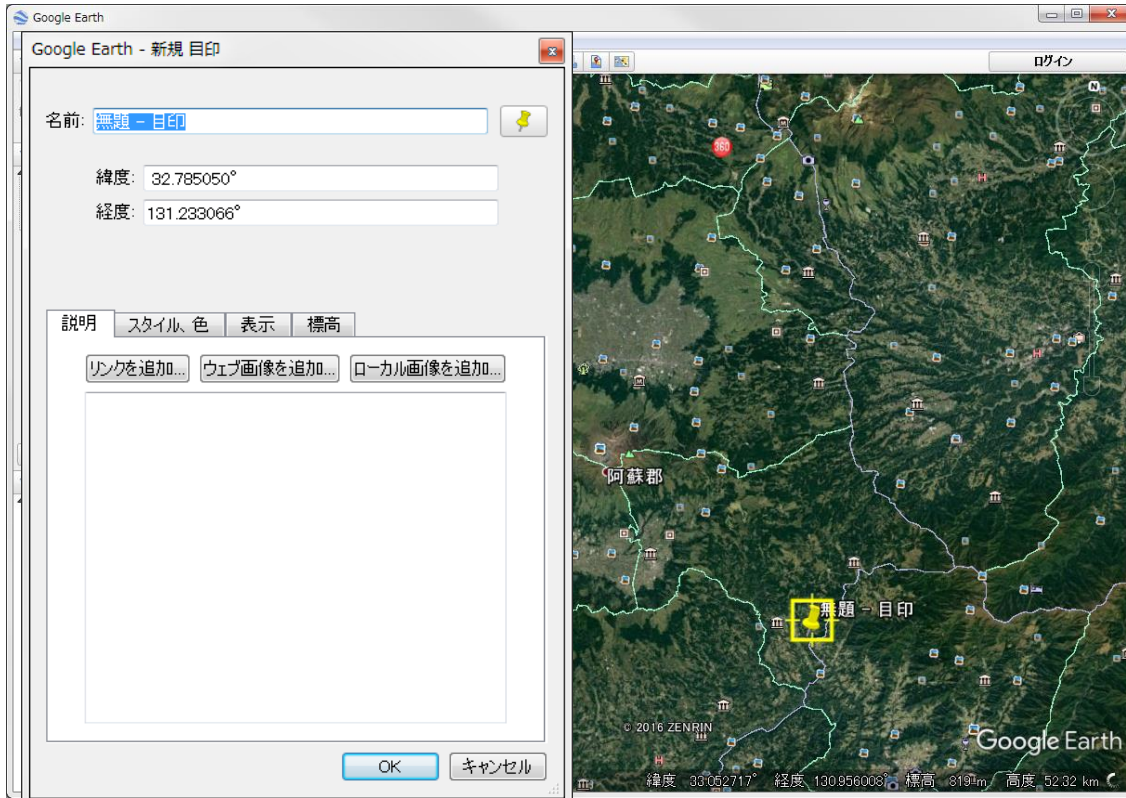 Google Earth
Google Earth - 新規 目印
名前: 無題 - 目印
緯度: 32.785050°
経度: 131.233066°
説明 スタイル、色 表示 標高
リンクを追加... ウェブ画像を追加... ローカル画像を追加...
OK キャンセル
ログイン
N
360
阿蘇郡
無題 - 目印
© 2016 ZENRIN
Google Earth
緯度 33.052717° 経度 130.956008° 標高 819 m 高度 52.32 km